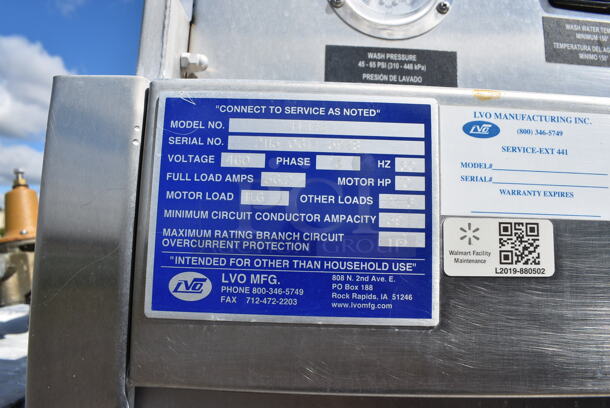 WASH PRESSURE
45 - 65 PSI (310 - 448 kPa)
PRESIÓN DE LAVADO
WASH WATER
MINIMUM 150°
TEMPERATURA DEL
MÍNIMO 150°
"CONNECT TO SERVICE AS NOTED"
MODEL NO.
SERIAL NO.
VOLTAGE 460 PHASE HZ
FULL LOAD AMPS MOTOR HP
MOTOR LOAD OTHER LOADS
MINIMUM CIRCUIT CONDUCTOR AMPACITY
MAXIMUM RATING BRANCH CIRCUIT
OVERCURRENT PROTECTION
"INTENDED FOR OTHER THAN HOUSEHOLD USE"
LVO
LVO MFG.
PHONE 800-346-5749
FAX 712-472-2203
808 N. 2nd Ave. E.
PO Box 188
Rock Rapids, IA 51246
www.lvomfg.com
LVO
LVO MANUFACTURING INC.
(800) 346-5749
SERVICE-EXT 441
MODEL#
SERIAL#
WARRANTY EXPIRES
Walmart Facility
Maintenance
L2019-880502